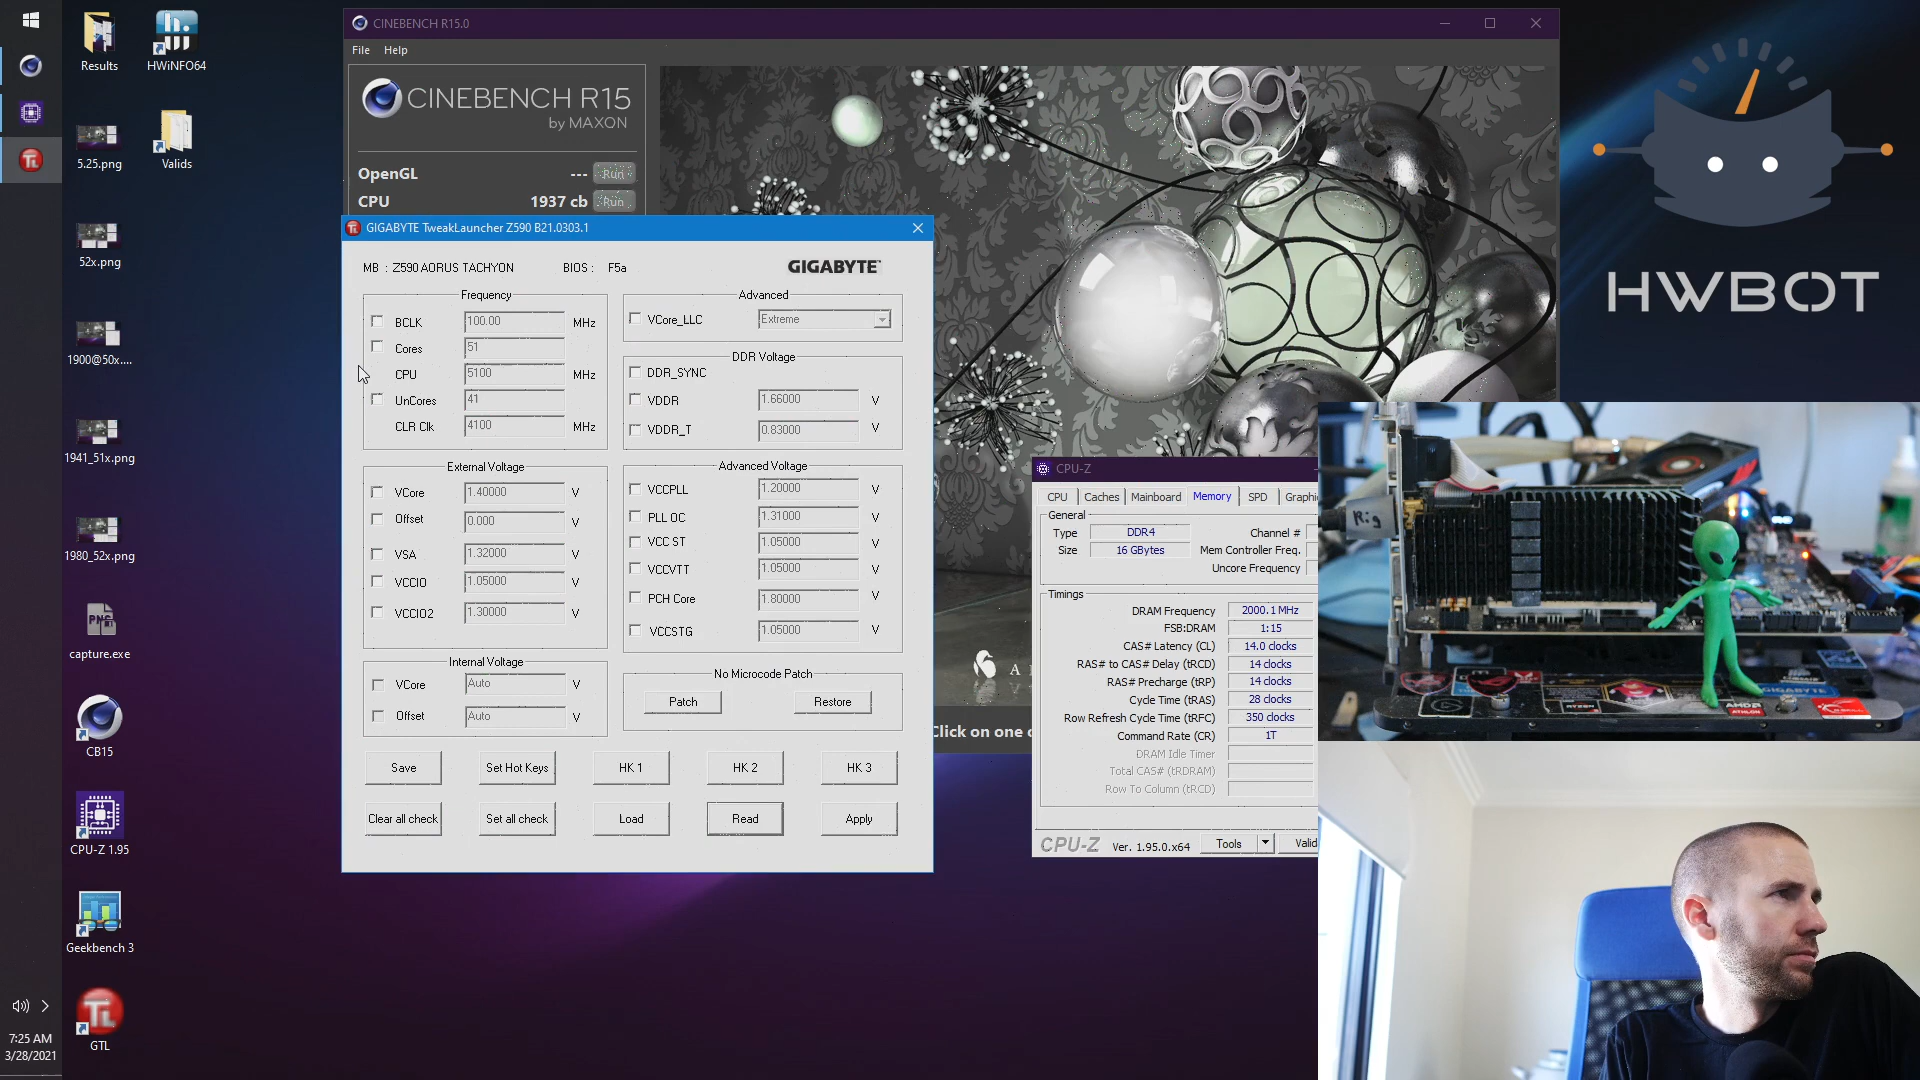 Results
HWiNFO64
5.25.png
Valids
52x.png
1900@50x....
1941_51x.png
1980_52x.png
capture.exe
CB15
CPU-Z 1.95
Geekbench 3
GTL
7:25 AM
3/28/2021
CINEBENCH R15.0
File Help
CINEBENCH R15
by MAXON
OpenGL --- Run
CPU 1937 cb Run
GIGABYTE TweakLauncher Z590 B21.0303.1
MB : Z590 AORUS TACHYON BIOS : F5a GIGABYTE
Frequency
BCLK 100.00 MHz
Cores 51
CPU 5100 MHz
UnCores 41
CLR Clk 4100 MHz
External Voltage
VCore 1.40000 V
Offset 0.000 V
VSA 1.32000 V
VCCIO 1.05000 V
VCCIO2 1.30000 V
Internal Voltage
VCore Auto V
Offset Auto V
Advanced
VCore_LLC Extreme
DDR Voltage
DDR_SYNC
VDDR 1.66000 V
VDDR_T 0.83000 V
Advanced Voltage
VCCPLL 1.20000 V
PLL OC 1.31000 V
VCC ST 1.05000 V
VCCVTT 1.05000 V
PCH Core 1.80000 V
VCCSTG 1.05000 V
No Microcode Patch
Patch Restore
Save Set Hot Keys HK 1 HK 2 HK 3
Clear all check Set all check Load Read Apply
Click on one
CPU-Z
CPU Caches Mainboard Memory SPD Graphi
General
Type DDR4 Channel #
Size 16 GBytes Mem Controller Freq.
Uncore Frequency
Timings
DRAM Frequency 2000.1 MHz
FSB:DRAM 1:15
CAS# Latency (CL) 14.0 clocks
RAS# to CAS# Delay (tRCD) 14 clocks
RAS# Precharge (tRP) 14 clocks
Cycle Time (tRAS) 28 clocks
Row Refresh Cycle Time (tRFC) 350 clocks
Command Rate (CR) 1T
DRAM Idle Timer
Total CAS# (tRDRAM)
Row To Column (tRCD)
CPU-Z Ver. 1.95.0.x64 Tools Valid
HWBOT
Rig
GIGABYTE
AMD
ATHLON
RYZEN